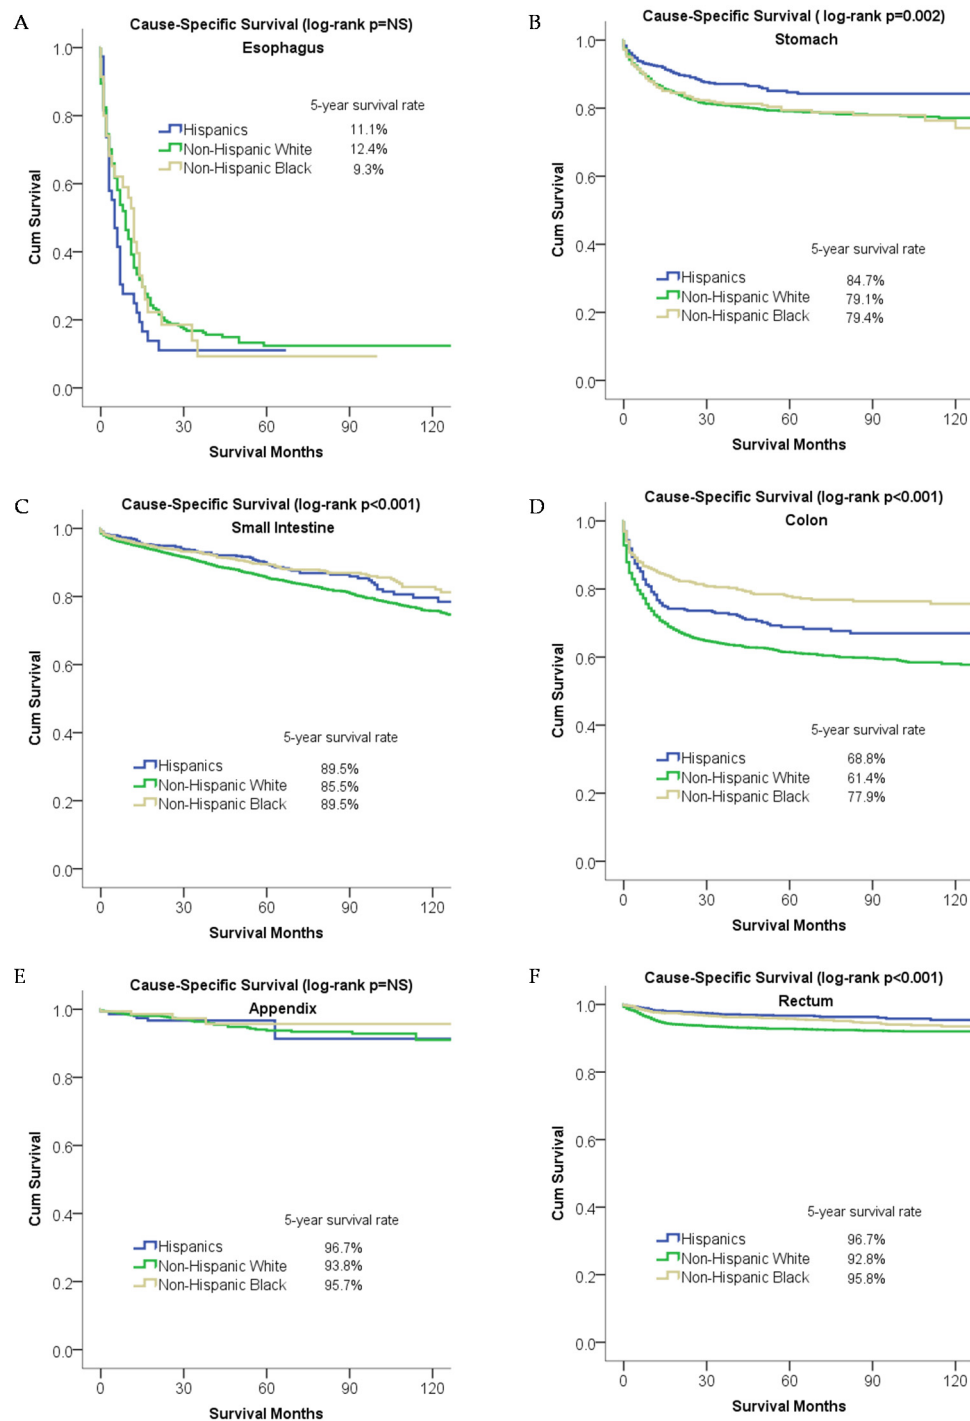 A
Cause-Specific Survival (log-rank p=NS)
Esophagus
5-year survival rate
Hispanics 11.1%
Non-Hispanic White 12.4%
Non-Hispanic Black 9.3%
1.0
0.8
0.6
0.4
0.2
0.0
Cum Survival
0 30 60 90 120
Survival Months
B
Cause-Specific Survival ( log-rank p=0.002)
Stomach
5-year survival rate
Hispanics 84.7%
Non-Hispanic White 79.1%
Non-Hispanic Black 79.4%
1.0
0.8
0.6
0.4
0.2
0.0
Cum Survival
0 30 60 90 120
Survival Months
C
Cause-Specific Survival (log-rank p<0.001)
Small Intestine
5-year survival rate
Hispanics 89.5%
Non-Hispanic White 85.5%
Non-Hispanic Black 89.5%
1.0
0.8
0.6
0.4
0.2
0.0
Cum Survival
0 30 60 90 120
Survival Months
D
Cause-Specific Survival (log-rank p<0.001)
Colon
5-year survival rate
Hispanics 68.8%
Non-Hispanic White 61.4%
Non-Hispanic Black 77.9%
1.0
0.8
0.6
0.4
0.2
0.0
Cum Survival
0 30 60 90 120
Survival Months
E
Cause-Specific Survival (log-rank p=NS)
Appendix
5-year survival rate
Hispanics 96.7%
Non-Hispanic White 93.8%
Non-Hispanic Black 95.7%
1.0
0.8
0.6
0.4
0.2
0.0
Cum Survival
0 30 60 90 120
Survival Months
F
Cause-Specific Survival (log-rank p<0.001)
Rectum
5-year survival rate
Hispanics 96.7%
Non-Hispanic White 92.8%
Non-Hispanic Black 95.8%
1.0
0.8
0.6
0.4
0.2
0.0
Cum Survival
0 30 60 90 120
Survival Months